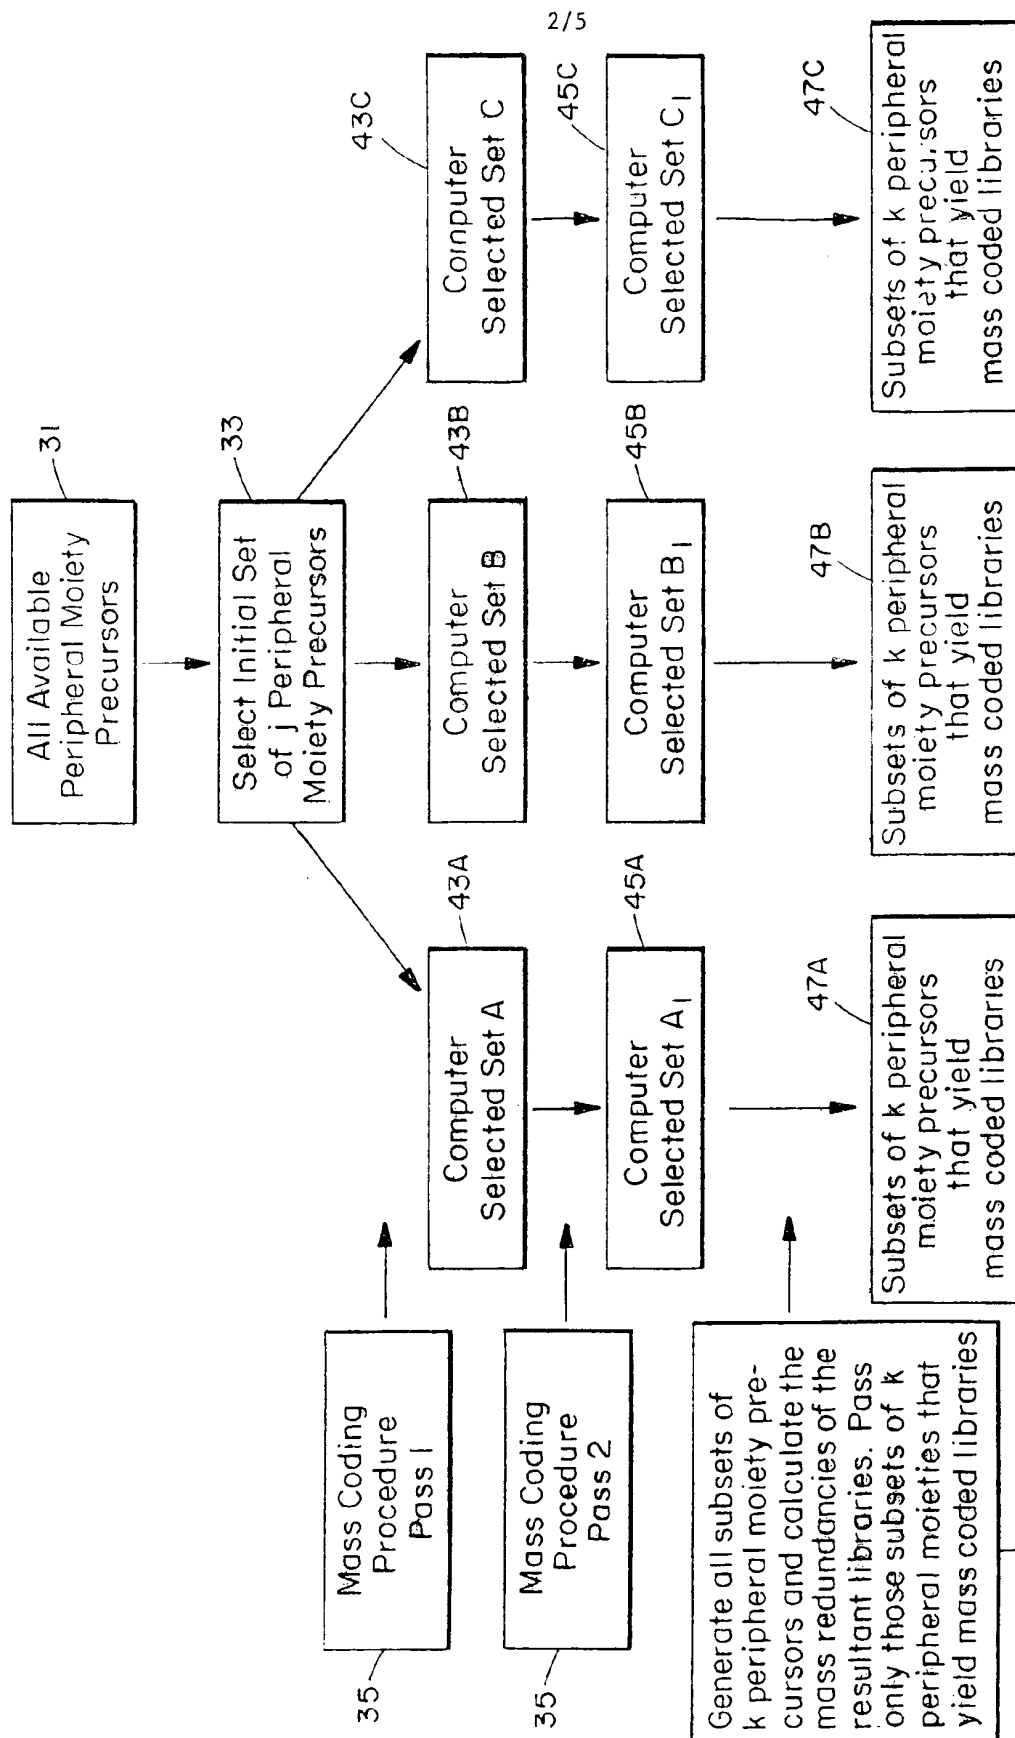 2/5
All Available
Peripheral Moiety
Precursors
31
Select Initial Set
of j Peripheral
Moiety Precursors
33
Mass Coding
Procedure
Pass 1
35
Computer
Selected Set A
43A
Computer
Selected Set B
43B
Computer
Selected Set C
43C
Mass Coding
Procedure
Pass 2
35
Computer
Selected Set A1
45A
Computer
Selected Set B1
45B
Computer
Selected Set C1
45C
Generate all subsets of
k peripheral moiety pre-
cursors and calculate the
mass redundancies of the
resultant libraries. Pass
only those subsets of k
peripheral moieties that
yield mass coded libraries
Subsets of k peripheral
moiety precursors
that yield
mass coded libraries
47A
Subsets of k peripheral
moiety precursors
that yield
mass coded libraries
47B
Subsets of k peripheral
moiety precursors
that yield
mass coded libraries
47C